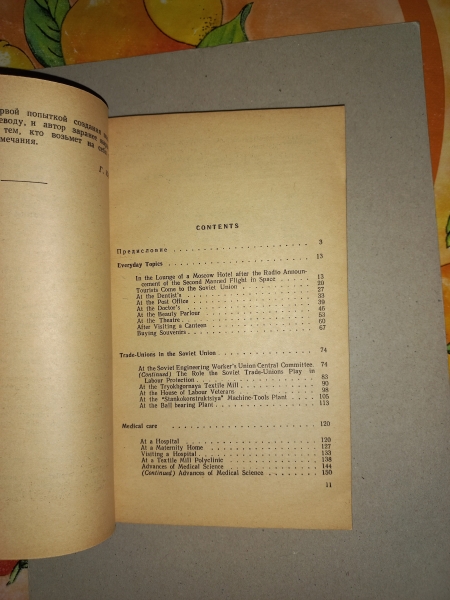 рвой попыткой создания
еводу, и автор заранее
тем, кто возьмет на себя
мечания.
Г.
CONTENTS
Предисловие . . . 3
Everyday Topics . . . 13
In the Lounge of a Moscow Hotel after the Radio Announ-
cement of the Second Manned Flight in Space . . . 13
Tourists Come to the Soviet Union . . . 20
At the Dentist's . . . 27
At the Post Office . . . 33
At the Doctor's . . . 39
At the Beauty Parlour . . . 46
At the Theatre . . . 53
After Visiting a Canteen . . . 60
Buying Souvenirs . . . 67
Trade-Unions in the Soviet Union . . . 74
At the Soviet Engineering Worker's Union Central Committee 74
(Continued) The Role the Soviet Trade-Unions Play in
Labour Protection . . . 83
At the Tryokhgornaya Textile Mill . . . 90
At the House of Labour Veterans . . . 98
At the "Stankokonstruktsiya" Machine-Tools Plant . . . 105
At the Ball bearing Plant . . . 113
Medical care . . . 120
At a Hospital . . . 120
At a Maternity Home . . . 127
Visiting a Hospital . . . 133
At a Textile Mill Polyclinic . . . 138
Advances of Medical Science . . . 144
(Continued) Advances of Medical Science . . . 150
11